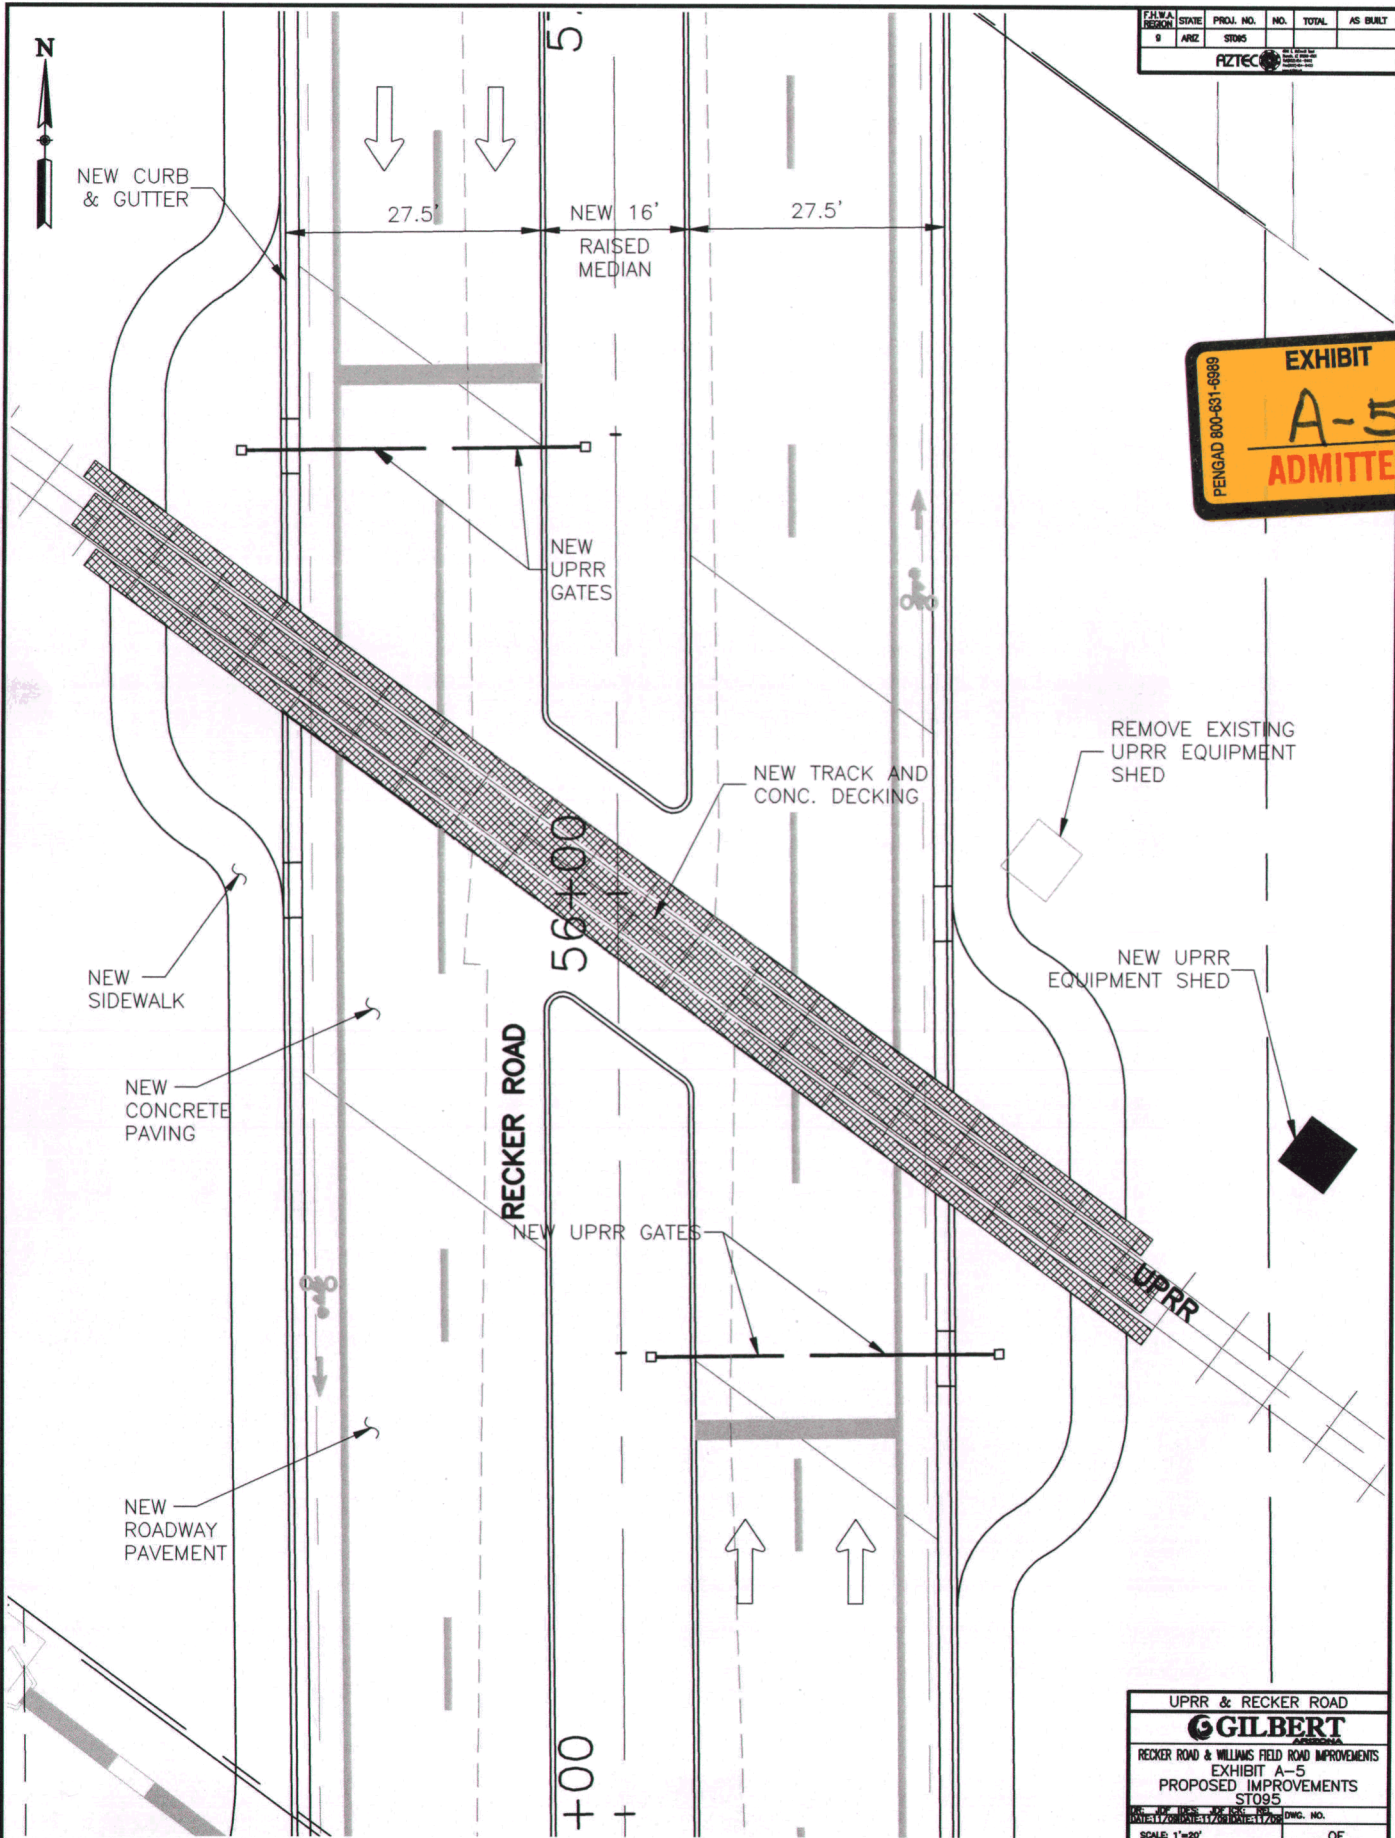 F.H.W.A. REGION STATE PROJ. NO. NO. TOTAL AS BUILT
9 ARIZ ST095
AZTEC
N
5
NEW CURB
& GUTTER
27.5'
NEW 16'
RAISED
MEDIAN
27.5'
PENGAD 800-631-6989
EXHIBIT
A-5
ADMITTE
NEW
UPRR
GATES
REMOVE EXISTING
UPRR EQUIPMENT
SHED
NEW TRACK AND
CONC. DECKING
56+00
NEW
SIDEWALK
NEW UPRR
EQUIPMENT SHED
NEW
CONCRETE
PAVING
RECKER ROAD
NEW UPRR GATES
UPRR
NEW
ROADWAY
PAVEMENT
+00
UPRR & RECKER ROAD
GILBERT
ARIZONA
RECKER ROAD & WILLIAMS FIELD ROAD IMPROVEMENTS
EXHIBIT A-5
PROPOSED IMPROVEMENTS
ST095
DWG. NO.
SCALE: 1"=20'
OF